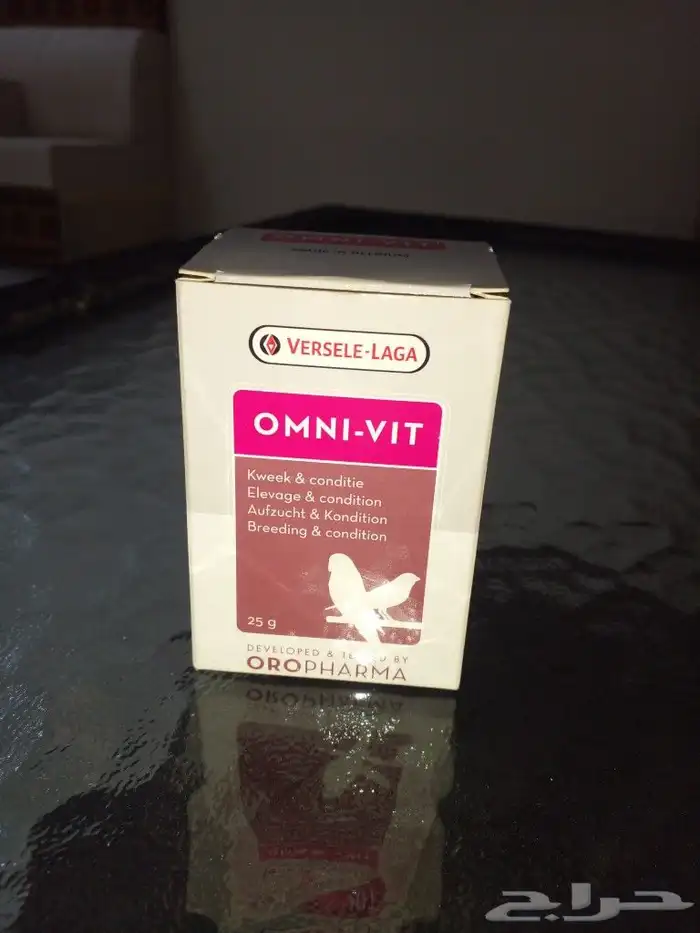 VERSELE-LAGA
OMNI-VIT
Kweek & conditie
Elevage & condition
Aufzucht & Kondition
Breeding & condition
25 g
DEVELOPED & TESTED BY
OROPHARMA
حراج